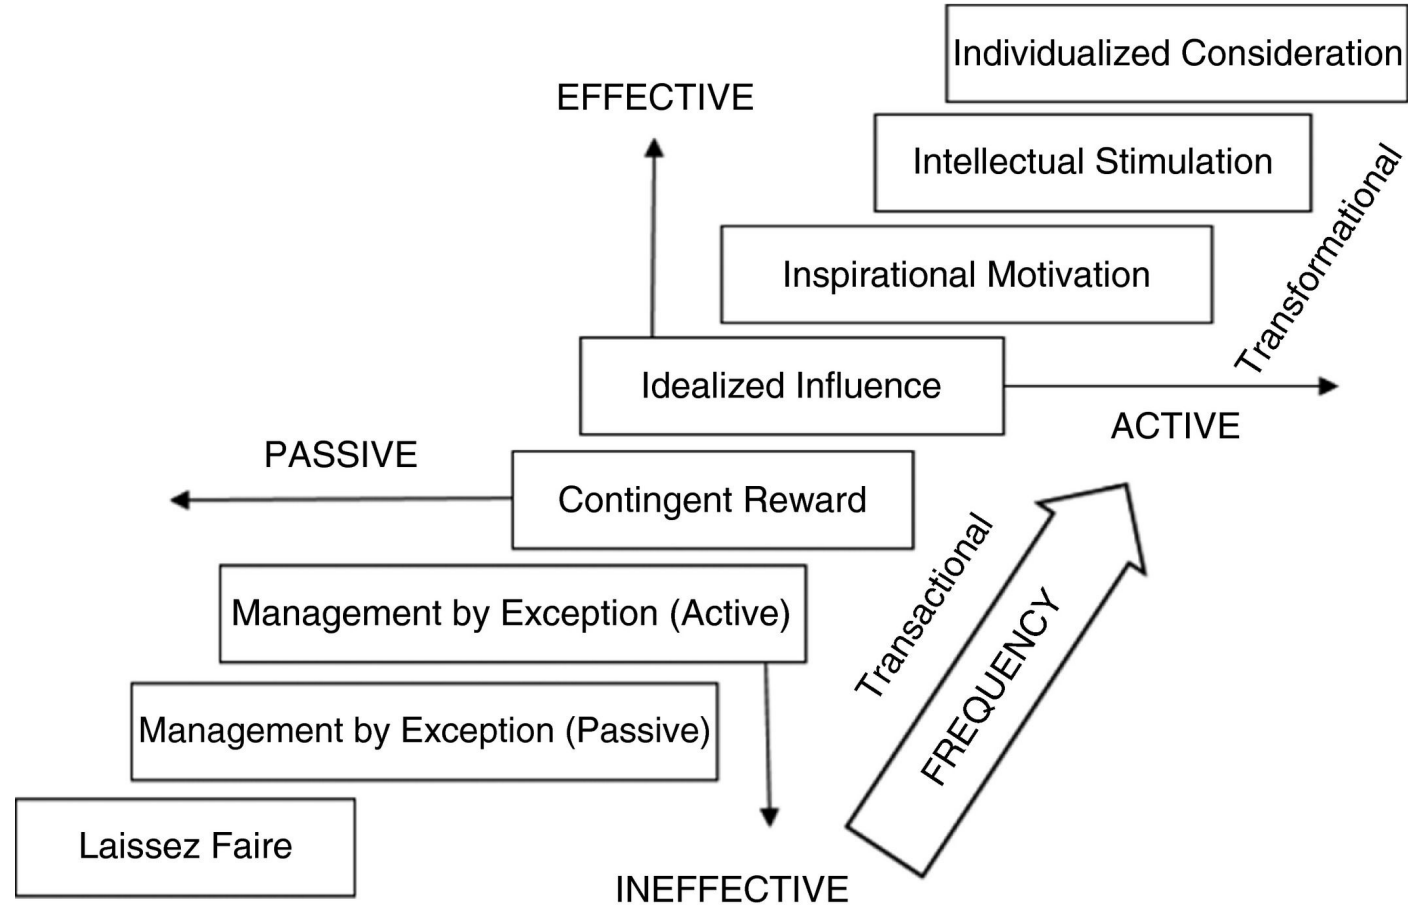 Individualized Consideration
EFFECTIVE
Intellectual Stimulation
Transformational
Inspirational Motivation
Idealized Influence
ACTIVE
PASSIVE
Contingent Reward
Transactional
FREQUENCY
Management by Exception (Active)
Management by Exception (Passive)
Laissez Faire
INEFFECTIVE